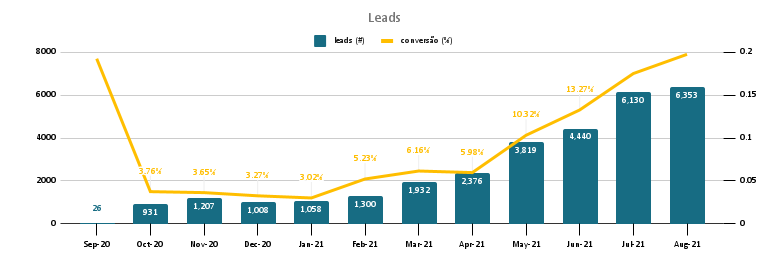 Leads
leads (#) conversão (%)
8000 0.2
6000 0.15
4000 0.1
2000 0.05
0 0
3.76% 3.65% 3.27% 3.02% 5.23% 6.16% 5.98% 10.32% 13.27%
26 931 1,207 1,008 1,058 1,300 1,932 2,376 3,819 4,440 6,130 6,353
Sep-20 Oct-20 Nov-20 Dec-20 Jan-21 Feb-21 Mar-21 Apr-21 May-21 Jun-21 Jul-21 Aug-21